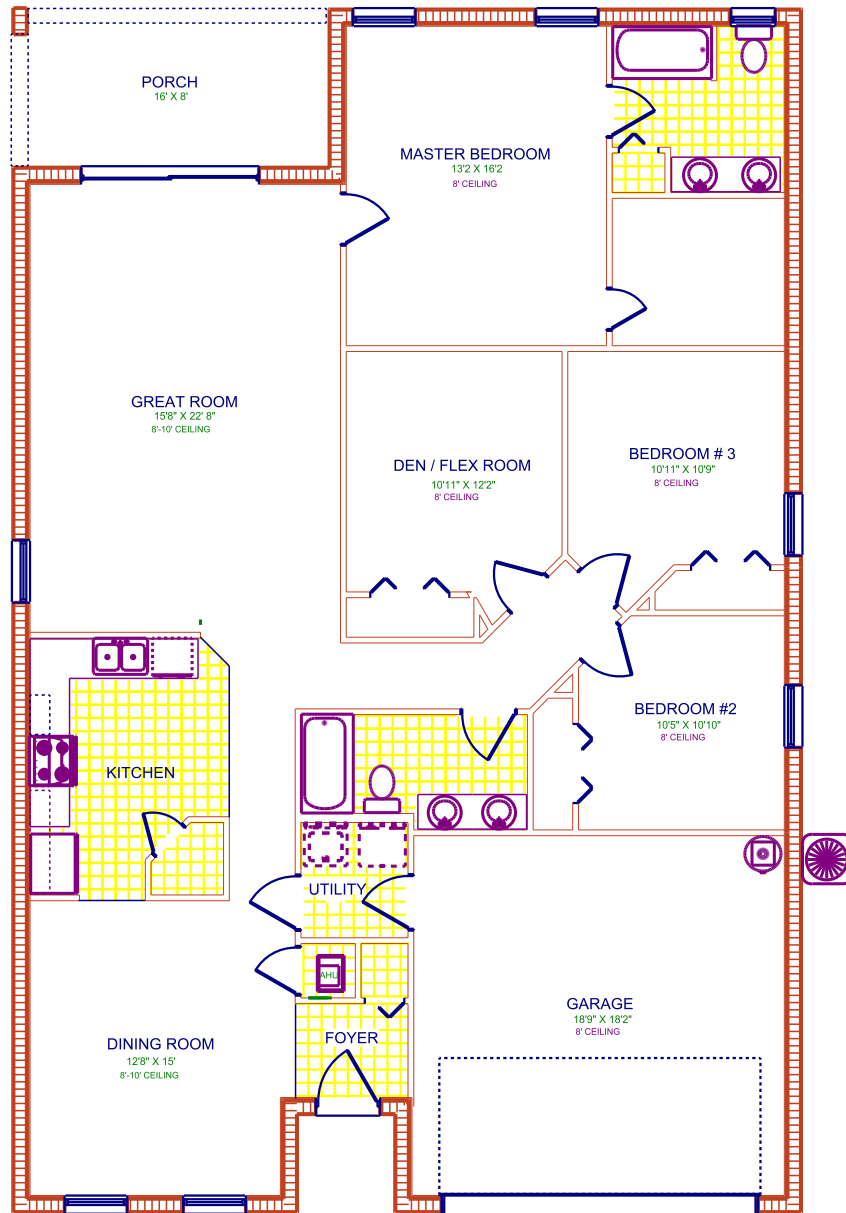 PORCH
16' X 8'
MASTER BEDROOM
13'2 X 16'2
8' CEILING
GREAT ROOM
15'8" X 22' 8"
8'-10' CEILING
DEN / FLEX ROOM
10'11" X 12'2"
8' CEILING
BEDROOM # 3
10'11" X 10'9"
8' CEILING
BEDROOM #2
10'5" X 10'10"
8' CEILING
KITCHEN
UTILITY
AHU
FOYER
GARAGE
18'9" X 18'2"
8' CEILING
DINING ROOM
12'8" X 15'
8'-10' CEILING